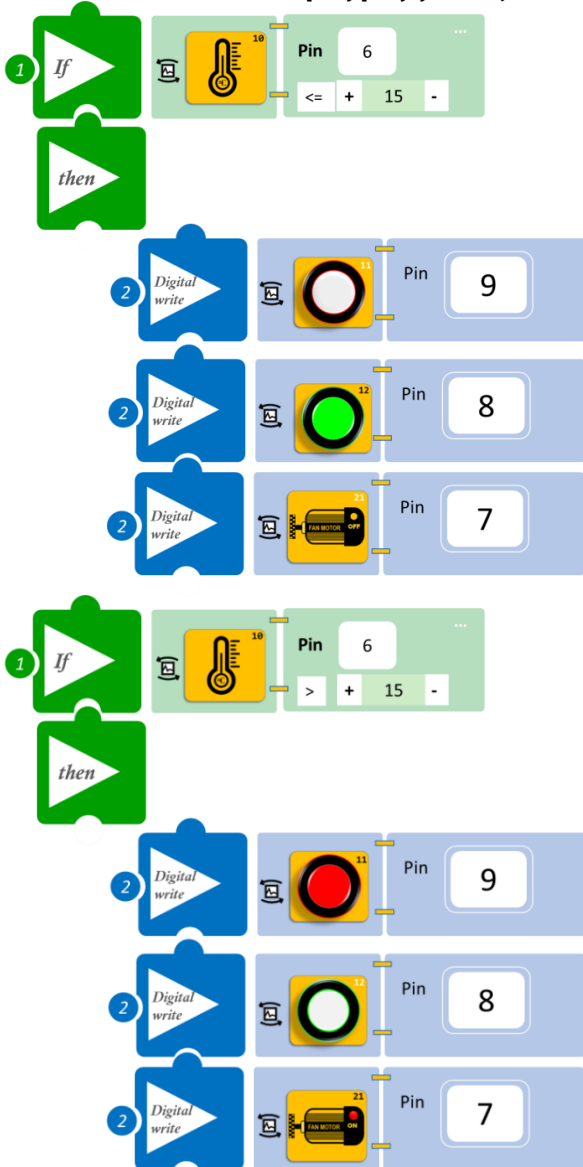 10
Pin 6 ...
1 If
<= + 15 -
then
11
Pin 9
2 Digital write
12
Pin 8
2 Digital write
21
Pin 7
2 Digital write
FAN MOTOR OFF
10
Pin 6 ...
1 If
> + 15 -
then
11
Pin 9
2 Digital write
12
Pin 8
2 Digital write
21
Pin 7
2 Digital write
FAN MOTOR ON